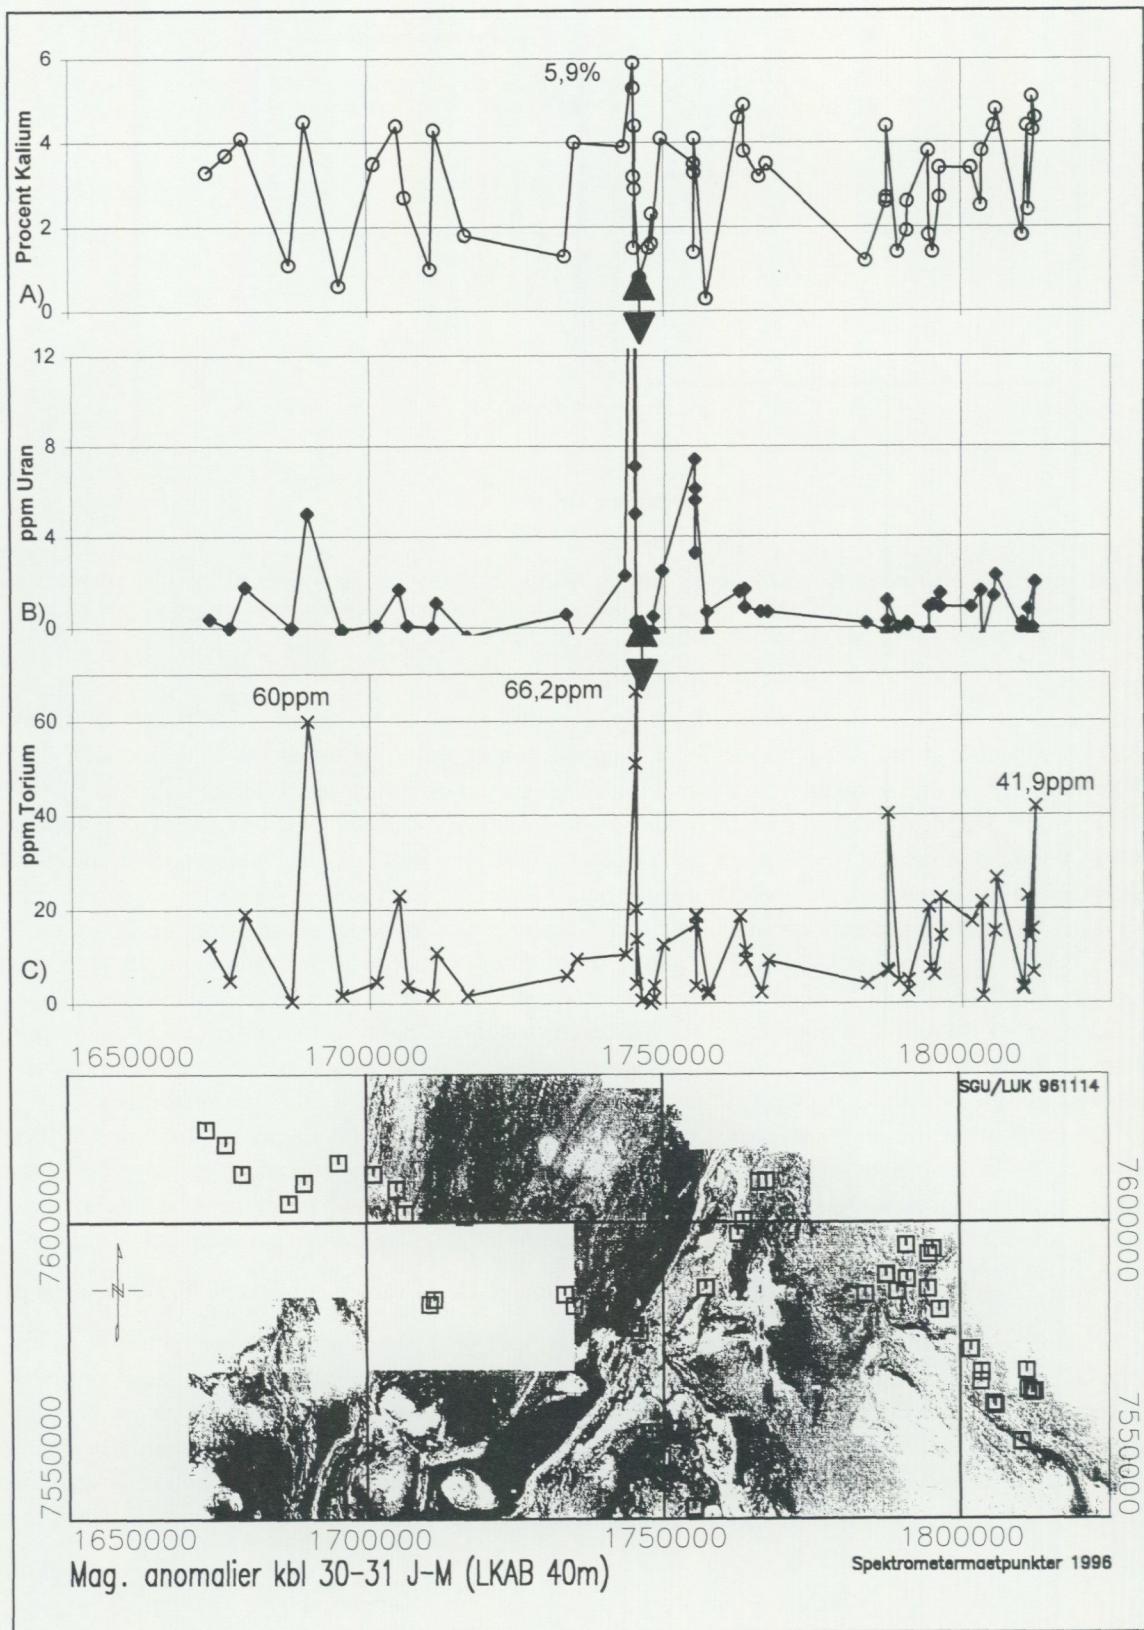 6
5,9%
4
2
0
Procent Kalium
A)
12
8
4
0
ppm Uran
B)
60ppm
66,2ppm
41,9ppm
60
40
20
0
ppm Torium
C)
1650000 1700000 1750000 1800000
SGU/LUK 961114
7600000 7600000
N
7550000 7550000
1650000 1700000 1750000 1800000
Mag. anomalier kbl 30-31 J-M (LKAB 40m)
Spektrometermaetpunkter 1996